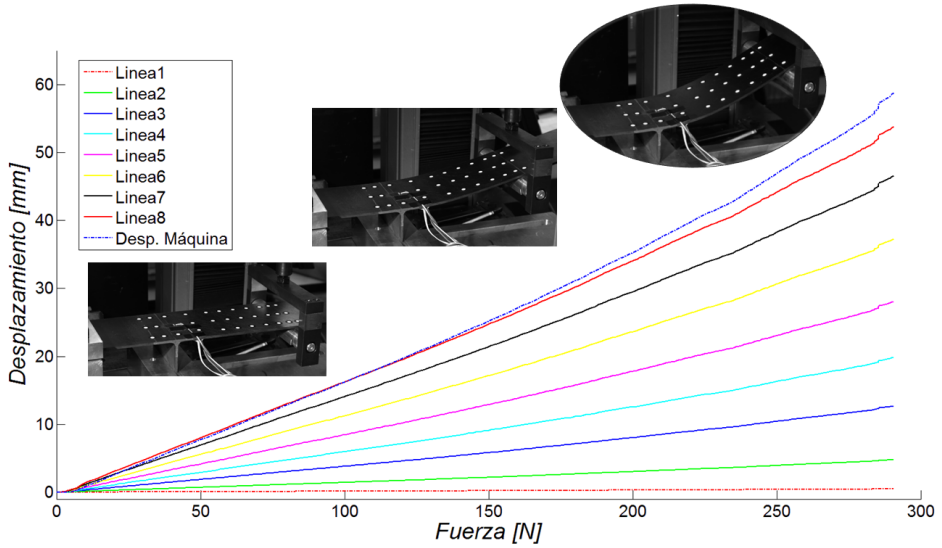 60
50
40
30
20
10
0
Desplazamiento [mm]
Linea1
Linea2
Linea3
Linea4
Linea5
Linea6
Linea7
Linea8
Desp. Máquina
0 50 100 150 200 250 300
Fuerza [N]